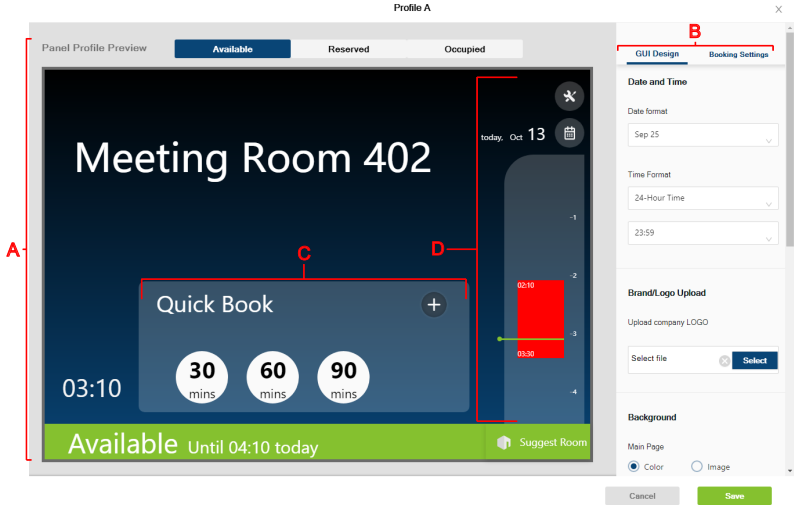 Profile A
X
B
Panel Profile Preview
Available
Reserved
Occupied
GUI Design
Booking Settings
A
Meeting Room 402
today, Oct 13
1
2
3
4
D
C
02:10
03:30
Quick Book
+
30
mins
60
mins
90
mins
03:10
Available Until 04:10 today
Suggest Room
Date and Time
Date format
Sep 25
Time Format
24-Hour Time
23:59
Brand/Logo Upload
Upload company LOGO
Select file
Select
Background
Main Page
Color
Image
Cancel
Save